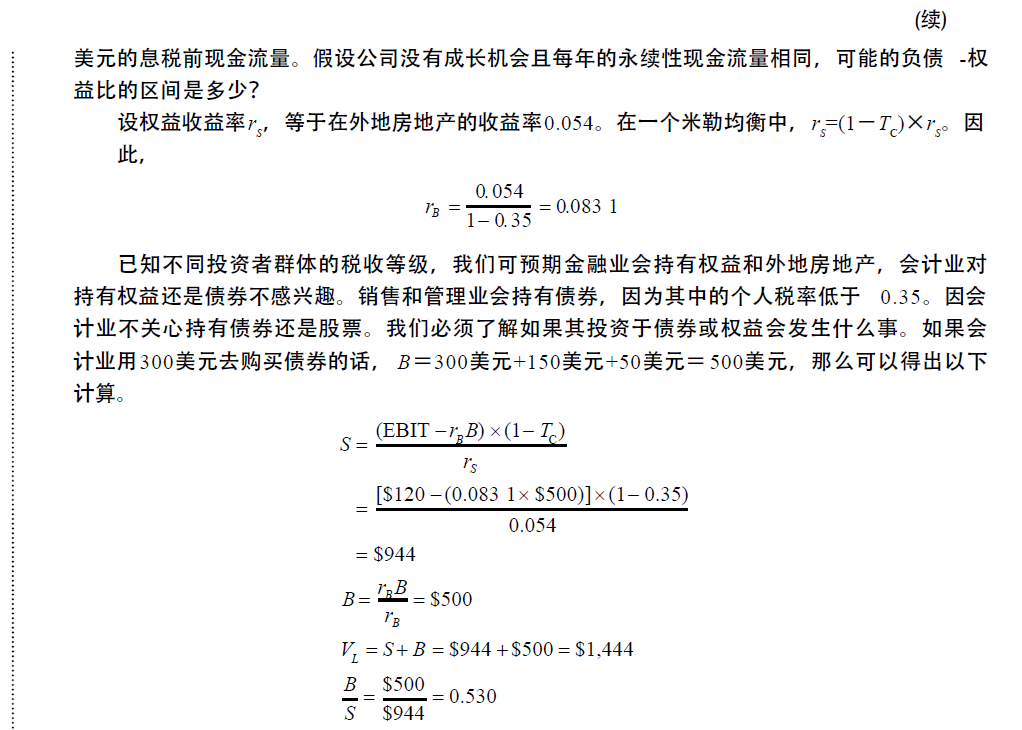 (续)
美元的息税前现金流量。假设公司没有成长机会且每年的永续性现金流量相同，可能的负债 -权
益比的区间是多少？
设权益收益率r_S，等于在外地房地产的收益率0.054。在一个米勒均衡中，r_S=(1－T_C)×r_S。因
此，
r_B = 0.054 / (1－0.35) = 0.083 1
已知不同投资者群体的税收等级，我们可预期金融业会持有权益和外地房地产，会计业对
持有权益还是债券不感兴趣。销售和管理业会持有债券，因为其中的个人税率低于 0.35。因会
计业不关心持有债券还是股票。我们必须了解如果其投资于债券或权益会发生什么事。如果会
计业用300美元去购买债券的话，B＝300美元+150美元+50美元＝500美元，那么可以得出以下
计算。
S = (EBIT－r_B B)×(1－T_C) / r_S
= [$120－(0.083 1×$500)]×(1－0.35) / 0.054
= $944
B = r_B B / r_B = $500
V_L = S+B = $944+$500 = $1,444
B / S = $500 / $944 = 0.530